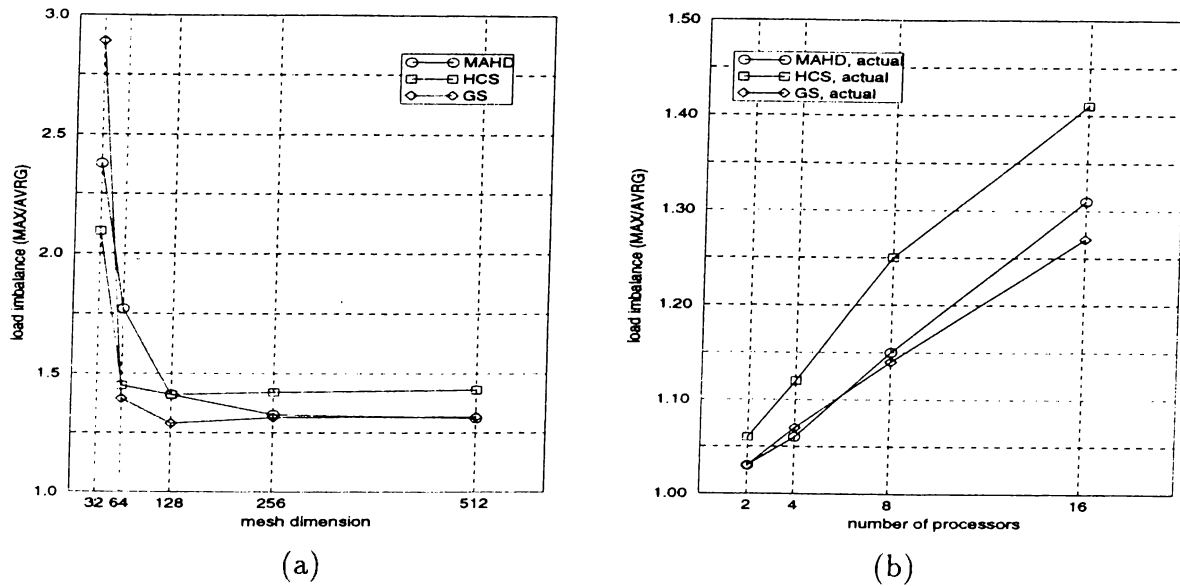 3.0
2.5
2.0
1.5
1.0
load imbalance (MAX/AVRG)
MAHD
HCS
GS
32 64 128 256 512
mesh dimension
(a)
1.50
1.40
1.30
1.20
1.10
1.00
load imbalance (MAX/AVRG)
MAHD, actual
HCS, actual
GS, actual
2 4 8 16
number of processors
(b)